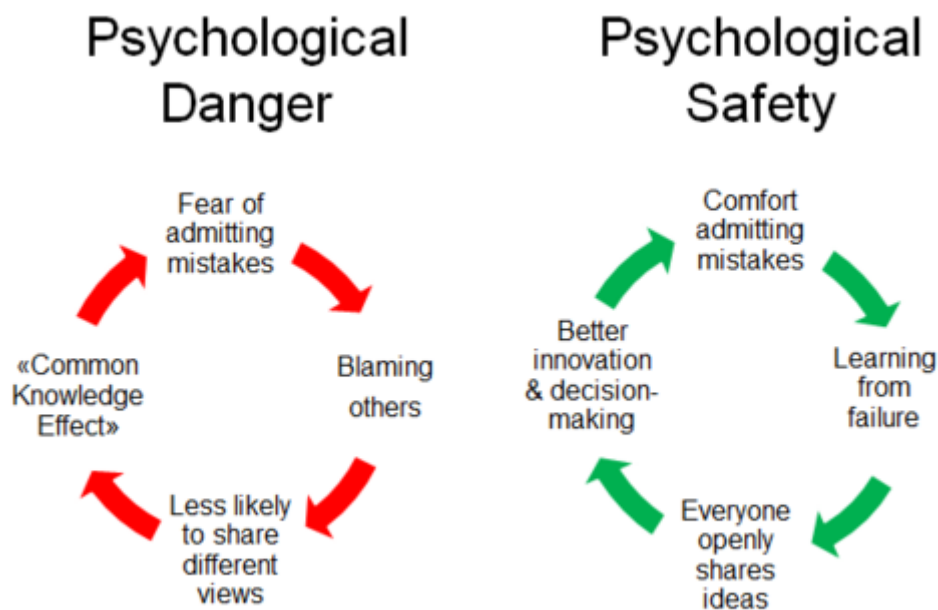 Psychological
Danger
Fear of
admitting
mistakes
Blaming
others
Less likely
to share
different
views
«Common
Knowledge
Effect»
Psychological
Safety
Comfort
admitting
mistakes
Learning
from
failure
Everyone
openly
shares
ideas
Better
innovation
& decision-
making